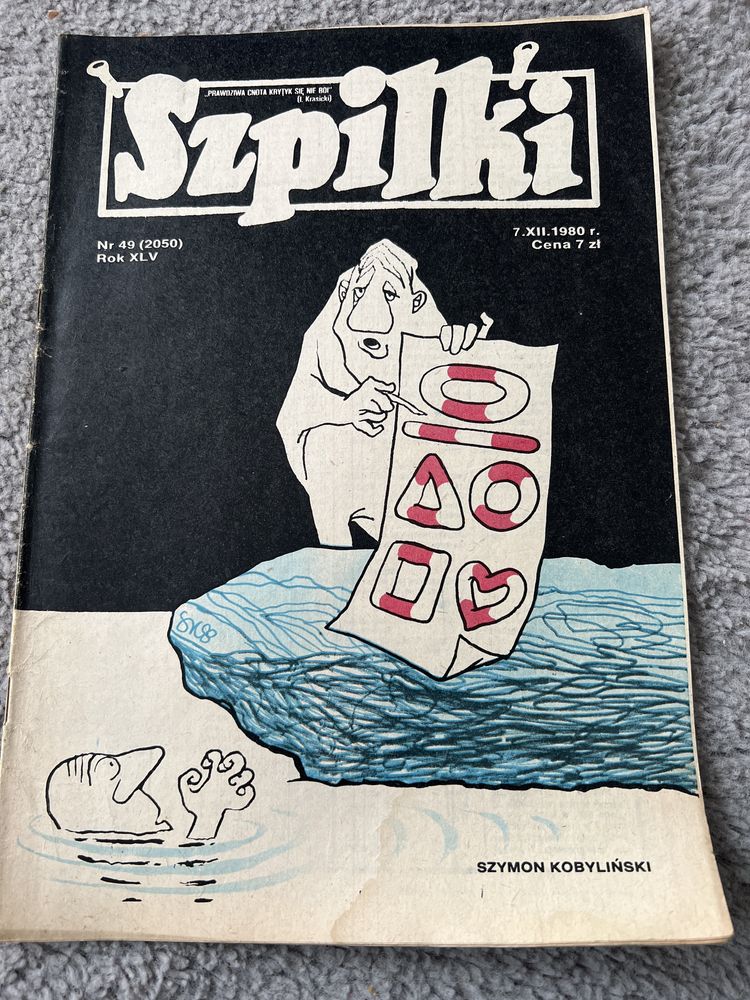 „PRAWDZIWA CNOTA KRYTYK SIĘ NIE BOI"
(I. Krasicki)
Szpilki
Nr 49 (2050)
Rok XLV
7.XII.1980 r.
Cena 7 zł
SZYMON KOBYLIŃSKI